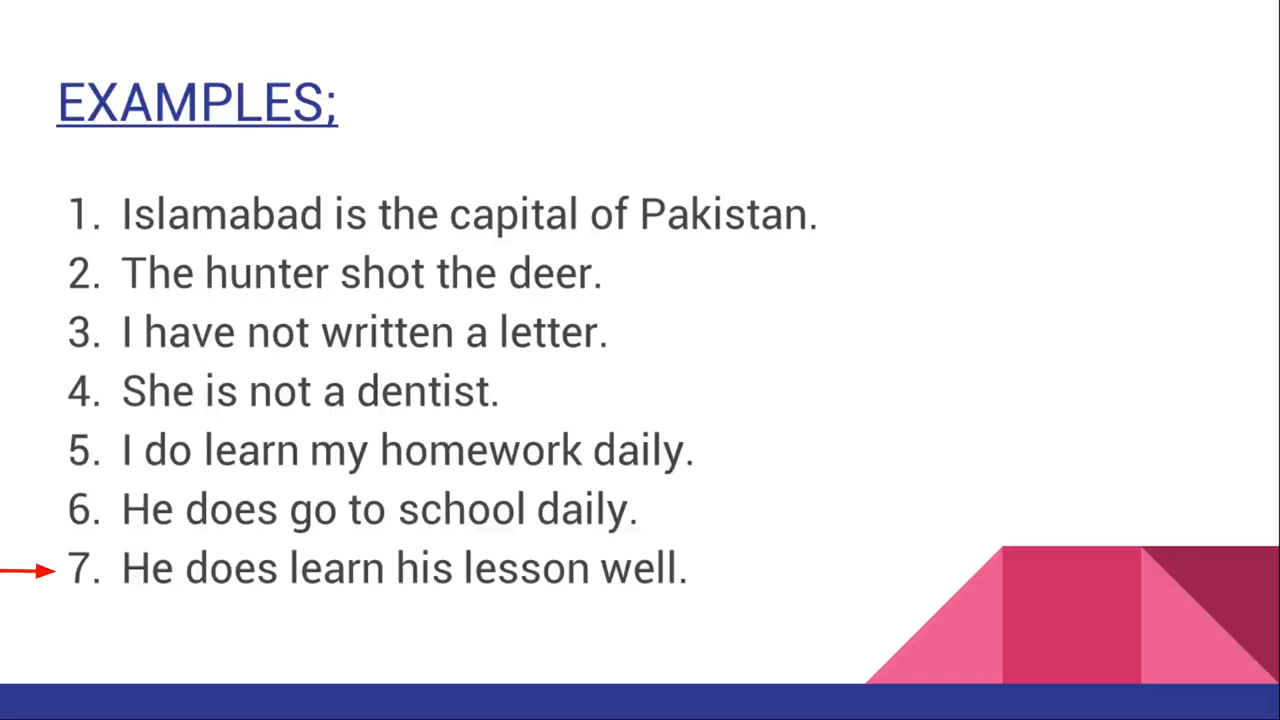 EXAMPLES;
1. Islamabad is the capital of Pakistan.
2. The hunter shot the deer.
3. I have not written a letter.
4. She is not a dentist.
5. I do learn my homework daily.
6. He does go to school daily.
7. He does learn his lesson well.